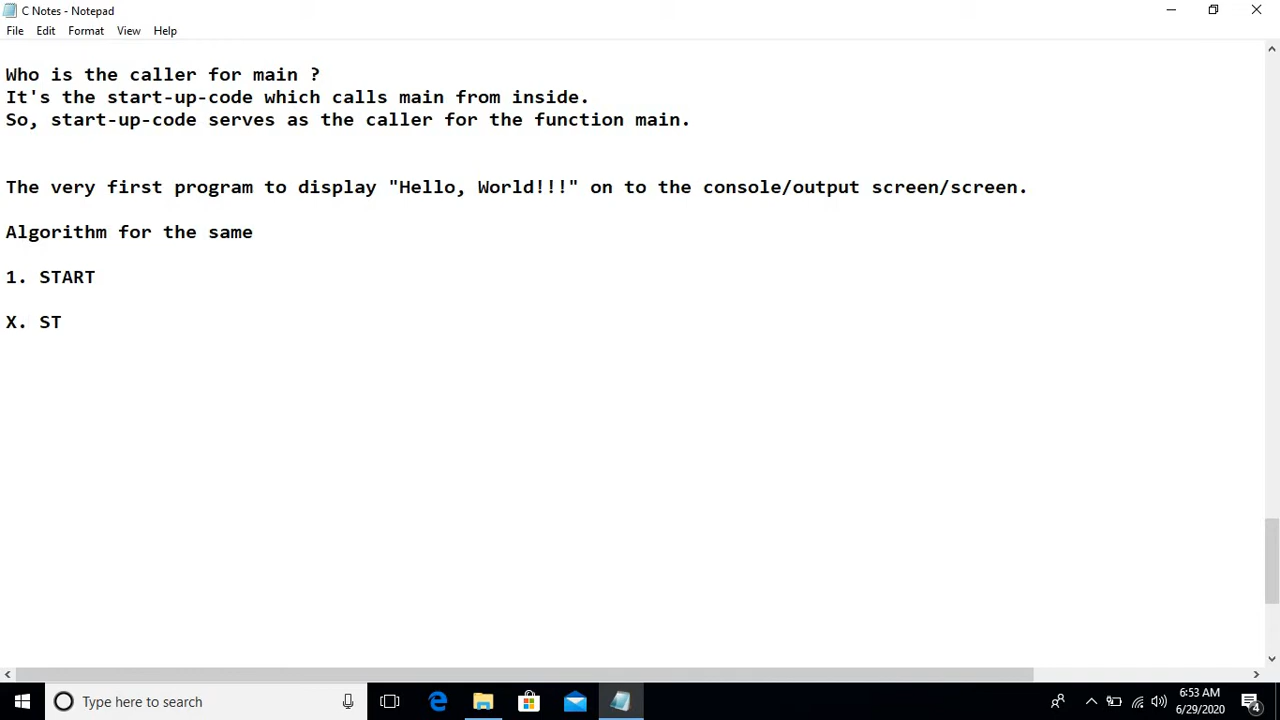 C Notes - Notepad
File Edit Format View Help
Who is the caller for main ?
It's the start-up-code which calls main from inside.
So, start-up-code serves as the caller for the function main.
The very first program to display "Hello, World!!!" on to the console/output screen/screen.
Algorithm for the same
1. START
X. ST
Type here to search
6:53 AM
6/29/2020
4